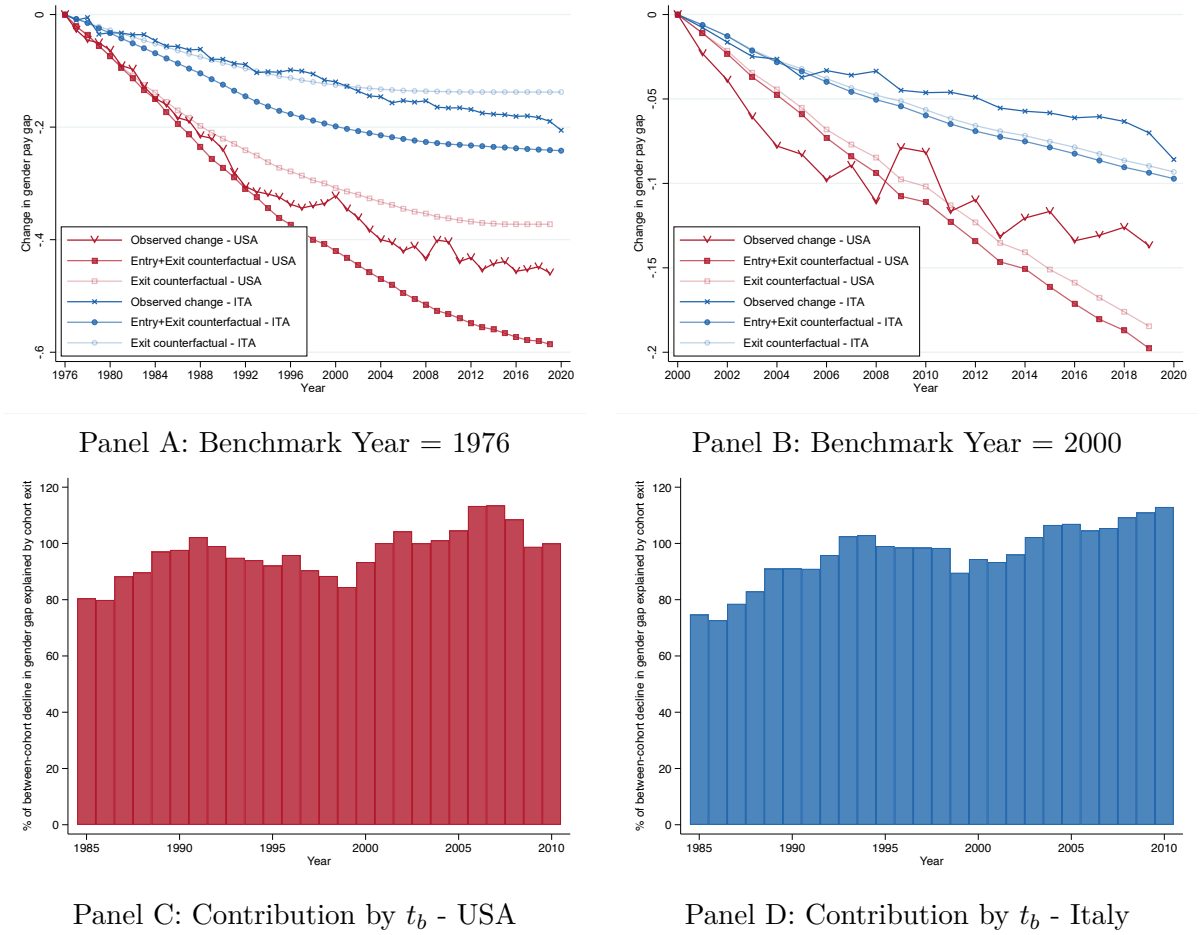 Change in gender pay gap
0
-.2
-.4
-.6
Observed change - USA
Entry+Exit counterfactual - USA
Exit counterfactual - USA
Observed change - ITA
Entry+Exit counterfactual - ITA
Exit counterfactual - ITA
1976 1980 1984 1988 1992 1996 2000 2004 2008 2012 2016 2020
Year
Panel A: Benchmark Year = 1976
Change in gender pay gap
0
-.05
-.1
-.15
-.2
Observed change - USA
Entry+Exit counterfactual - USA
Exit counterfactual - USA
Observed change - ITA
Entry+Exit counterfactual - ITA
Exit counterfactual - ITA
2000 2002 2004 2006 2008 2010 2012 2014 2016 2018 2020
Year
Panel B: Benchmark Year = 2000
% of between-cohort decline in gender gap explained by cohort exit
120
100
80
60
40
20
0
1985 1990 1995 2000 2005 2010
Year
Panel C: Contribution by t_b - USA
% of between-cohort decline in gender gap explained by cohort exit
120
100
80
60
40
20
0
1985 1990 1995 2000 2005 2010
Year
Panel D: Contribution by t_b - Italy